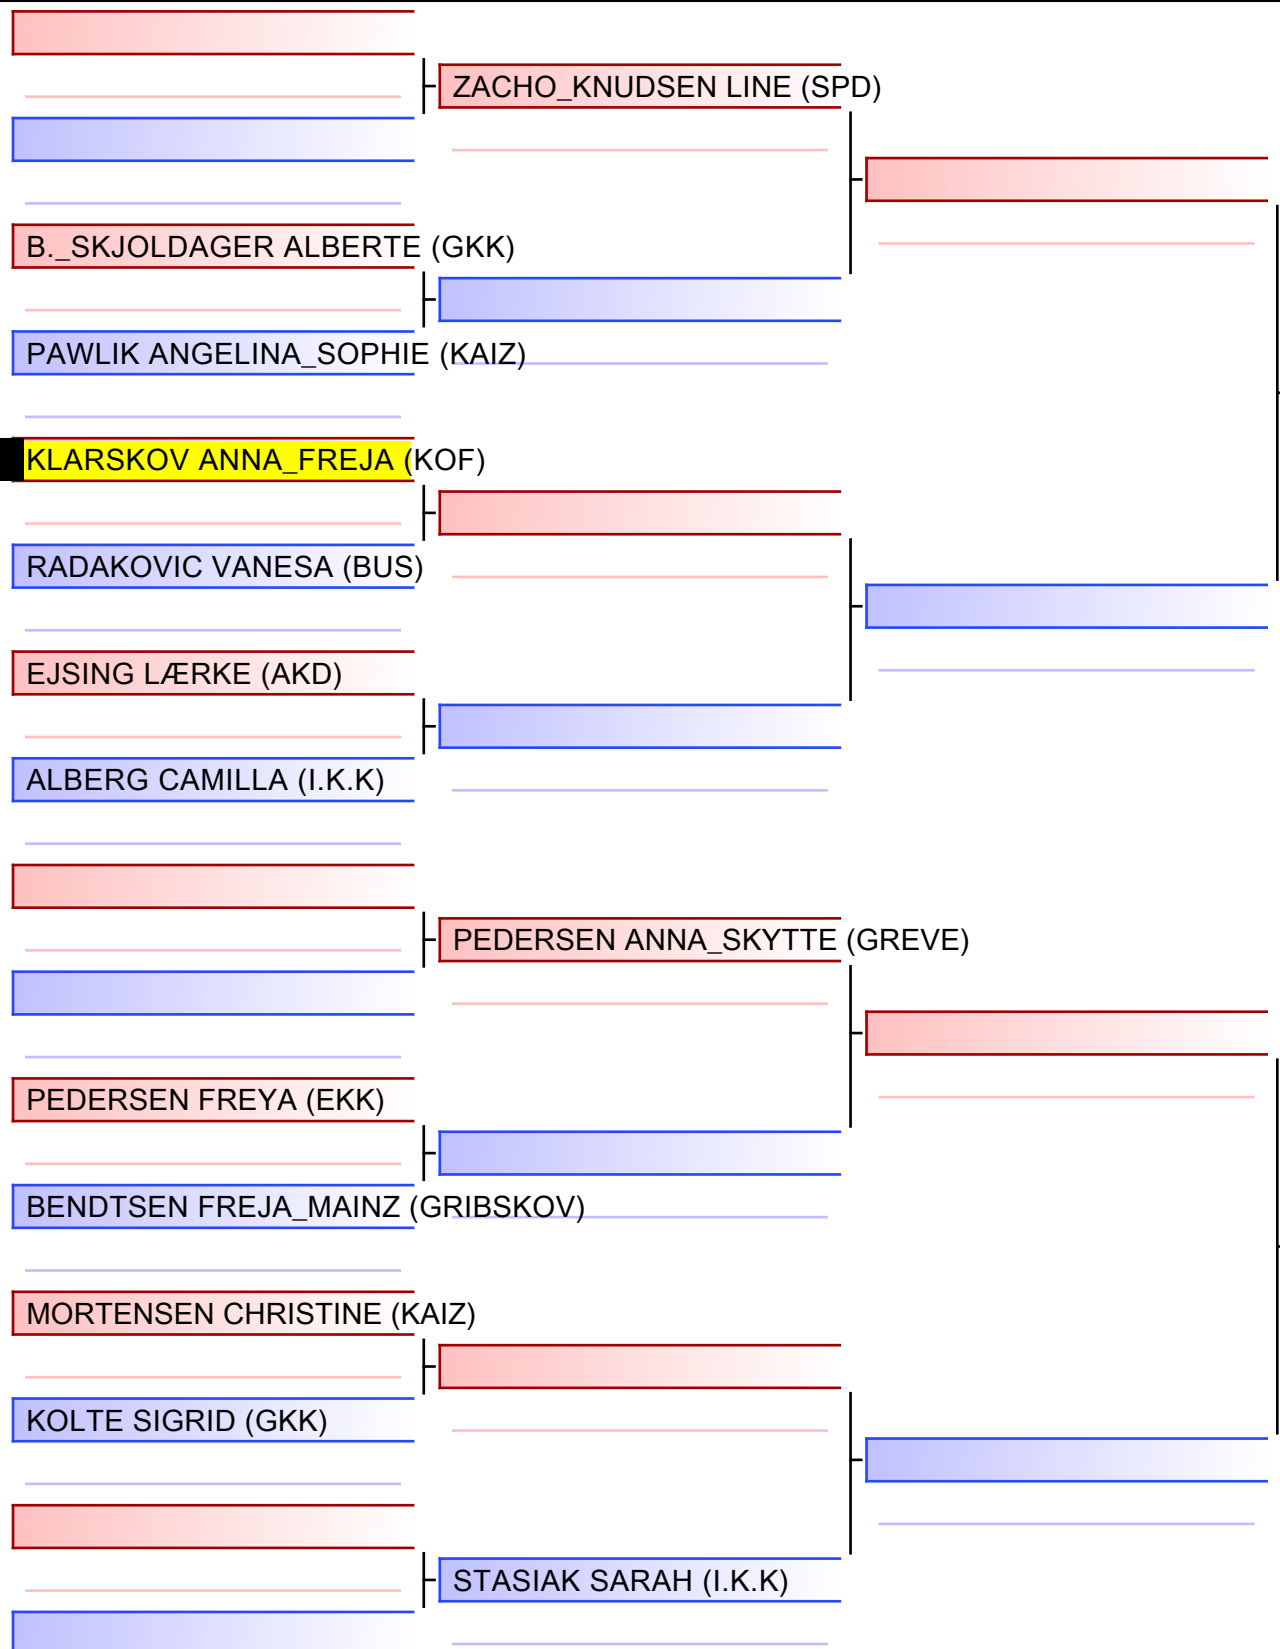 ZACHO_KNUDSEN LINE (SPD)
B._SKJOLDAGER ALBERTE (GKK)
PAWLIK ANGELINA_SOPHIE (KAIZ)
KLARSKOV ANNA_FREJA (KOF)
RADAKOVIC VANESA (BUS)
EJSING LÆRKE (AKD)
ALBERG CAMILLA (I.K.K)
PEDERSEN ANNA_SKYTTE (GREVE)
PEDERSEN FREYA (EKK)
BENDTSEN FREJA_MAINZ (GRIBSKOV)
MORTENSEN CHRISTINE (KAIZ)
KOLTE SIGRID (GKK)
STASIAK SARAH (I.K.K)